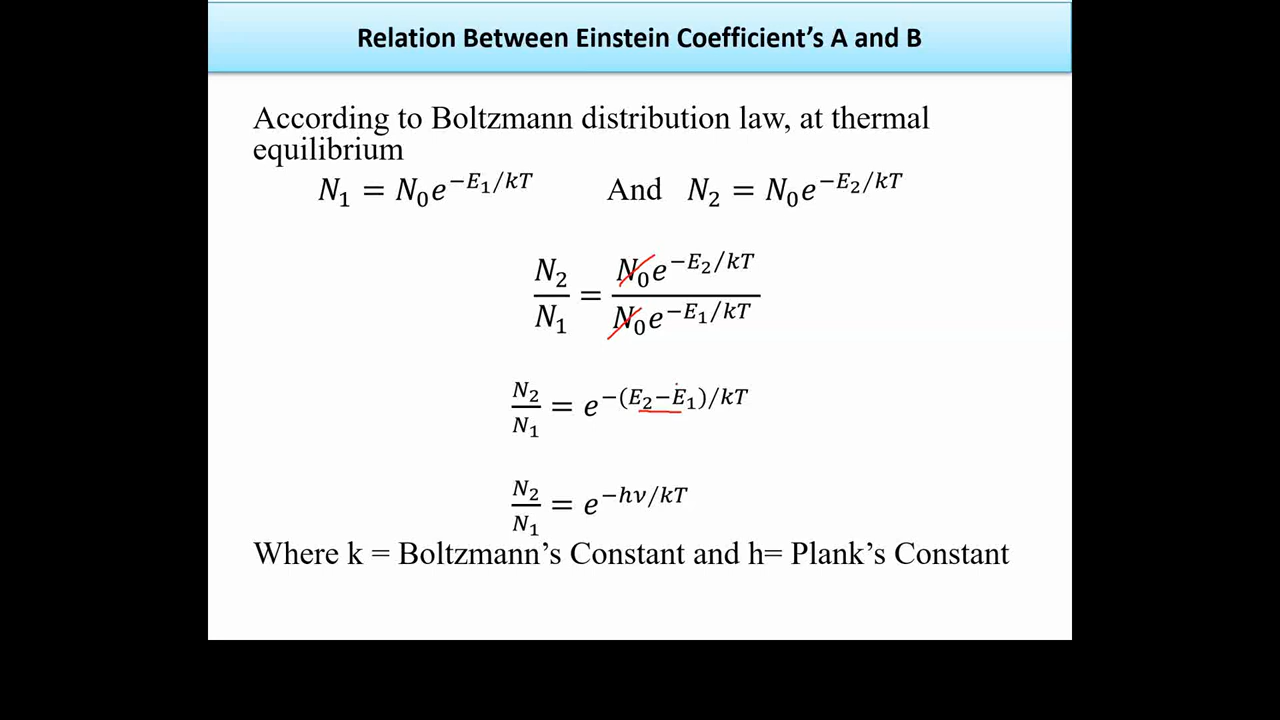 Relation Between Einstein Coefficient’s A and B
According to Boltzmann distribution law, at thermal
equilibrium
N₁ = N₀e^{−E₁/kT} And N₂ = N₀e^{−E₂/kT}
N₂/N₁ = N₀e^{−E₂/kT}/N₀e^{−E₁/kT}
N₂/N₁ = e^{−(E₂−E₁)/kT}
N₂/N₁ = e^{−hν/kT}
Where k = Boltzmann’s Constant and h= Plank’s Constant